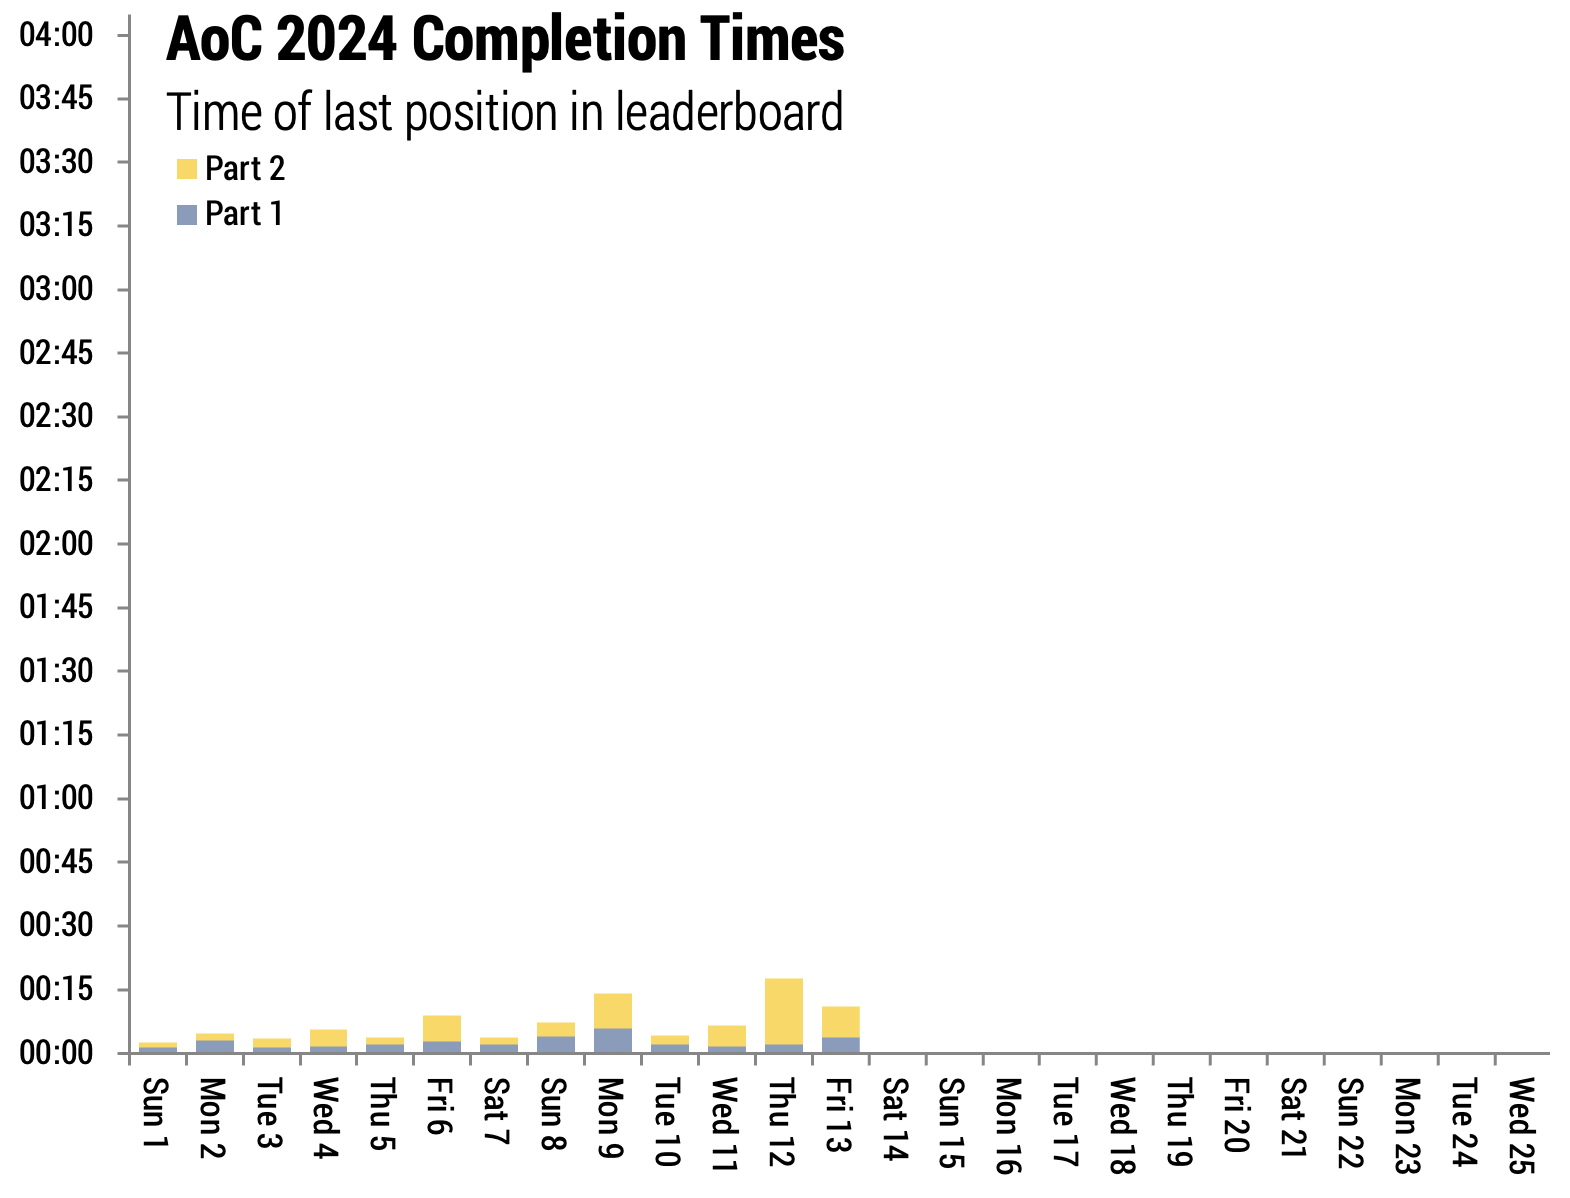 AoC 2024 Completion Times
Time of last position in leaderboard
Part 2
Part 1
04:00
03:45
03:30
03:15
03:00
02:45
02:30
02:15
02:00
01:45
01:30
01:15
01:00
00:45
00:30
00:15
00:00
Sun 1
Mon 2
Tue 3
Wed 4
Thu 5
Fri 6
Sat 7
Sun 8
Mon 9
Tue 10
Wed 11
Thu 12
Fri 13
Sat 14
Sun 15
Mon 16
Tue 17
Wed 18
Thu 19
Fri 20
Sat 21
Sun 22
Mon 23
Tue 24
Wed 25